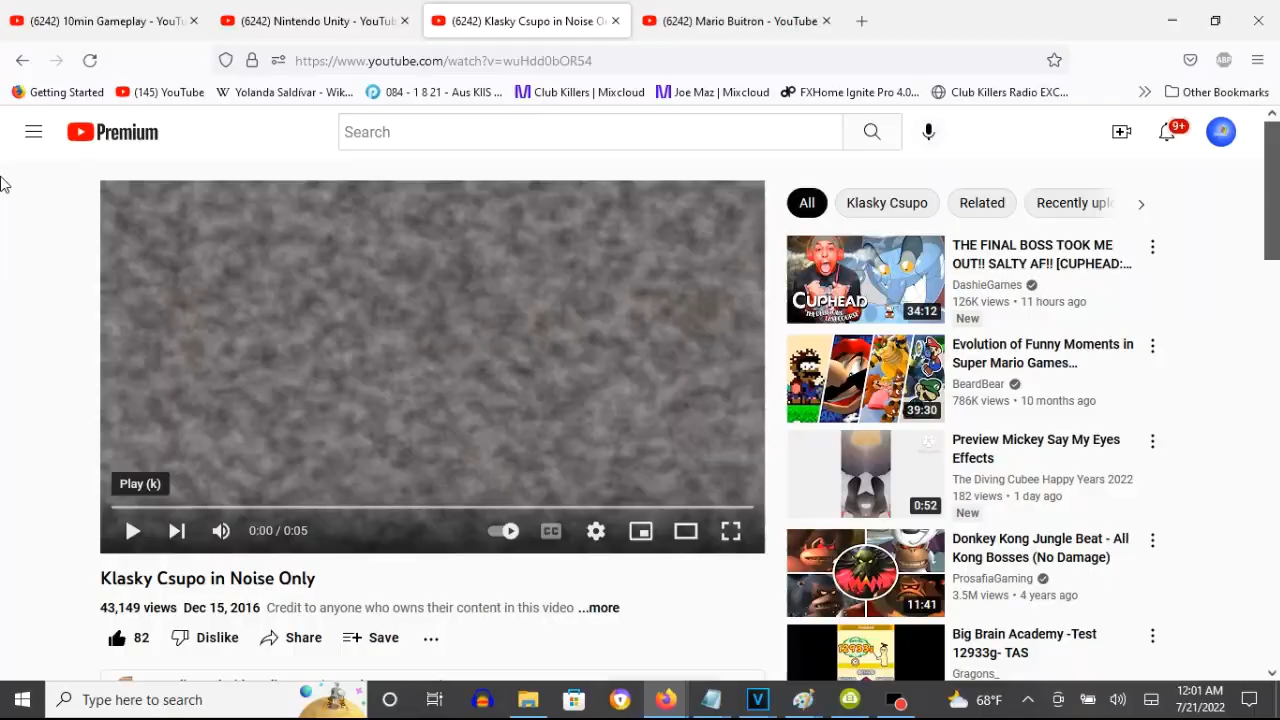 (6242) 10min Gameplay - YouTu
(6242) Nintendo Unity - YouTub
(6242) Klasky Csupo in Noise O
(6242) Mario Buitron - YouTube
https://www.youtube.com/watch?v=wuHdd0bOR54
ABP
Getting Started
(145) YouTube
Yolanda Saldívar - Wik...
084 - 1 8 21 - Aus KIIS ...
Club Killers | Mixcloud
Joe Maz | Mixcloud
FXHome Ignite Pro 4.0...
Club Killers Radio EXC...
Other Bookmarks
Premium
Search
9+
All
Klasky Csupo
Related
Recently uplo
THE FINAL BOSS TOOK ME
OUT!! SALTY AF!! [CUPHEAD:...
DashieGames
126K views • 11 hours ago
New
CUPHEAD
34:12
Evolution of Funny Moments in
Super Mario Games...
BeardBear
786K views • 10 months ago
39:30
Preview Mickey Say My Eyes
Effects
The Diving Cubee Happy Years 2022
182 views • 1 day ago
New
0:52
Donkey Kong Jungle Beat - All
Kong Bosses (No Damage)
ProsafiaGaming
3.5M views • 4 years ago
11:41
Big Brain Academy -Test
12933g- TAS
Gragons_
12933g
Play (k)
0:00 / 0:05
CC
Klasky Csupo in Noise Only
43,149 views Dec 15, 2016 Credit to anyone who owns their content in this video ...more
82
Dislike
Share
Save
Type here to search
68°F
12:01 AM
7/21/2022